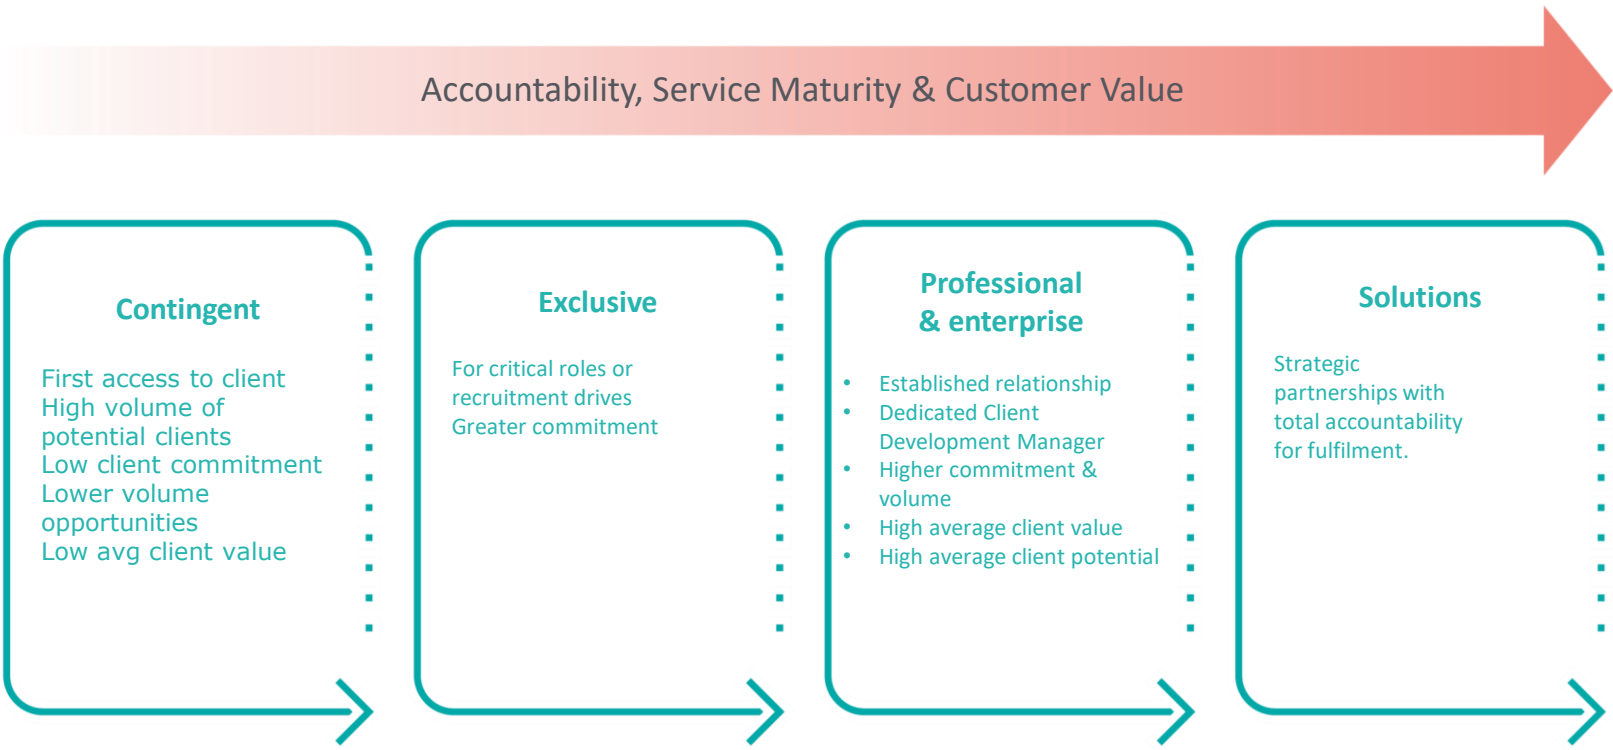 Accountability, Service Maturity & Customer Value
Contingent
First access to client
High volume of
potential clients
Low client commitment
Lower volume
opportunities
Low avg client value
Exclusive
For critical roles or
recruitment drives
Greater commitment
Professional
& enterprise
• Established relationship
• Dedicated Client
Development Manager
• Higher commitment &
volume
• High average client value
• High average client potential
Solutions
Strategic
partnerships with
total accountability
for fulfilment.